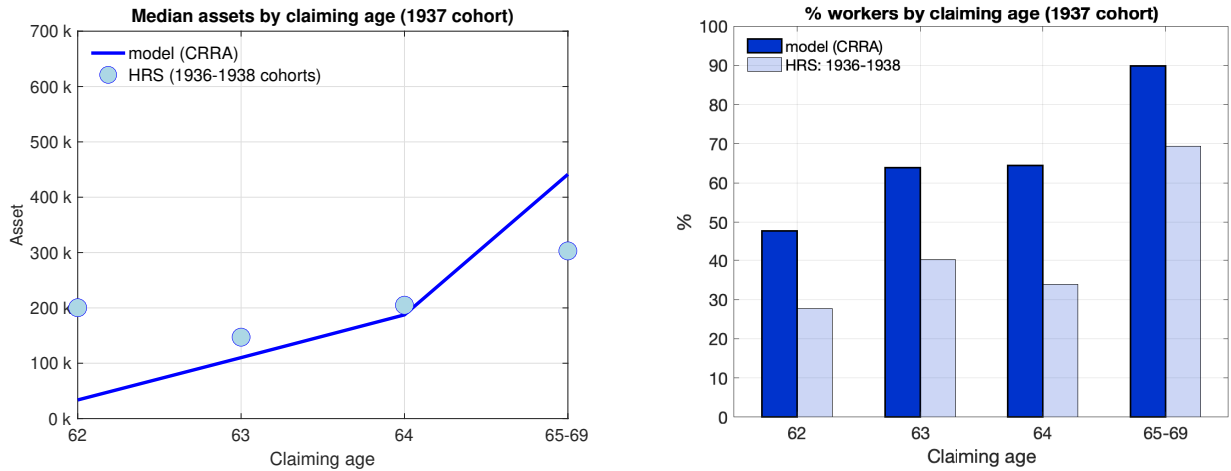 Median assets by claiming age (1937 cohort)
700 k
600 k
500 k
400 k
300 k
200 k
100 k
0 k
Asset
model (CRRA)
HRS (1936-1938 cohorts)
62 63 64 65-69
Claiming age
% workers by claiming age (1937 cohort)
100
90
80
70
60
50
40
30
20
10
0
%
model (CRRA)
HRS: 1936-1938
62 63 64 65-69
Claiming age